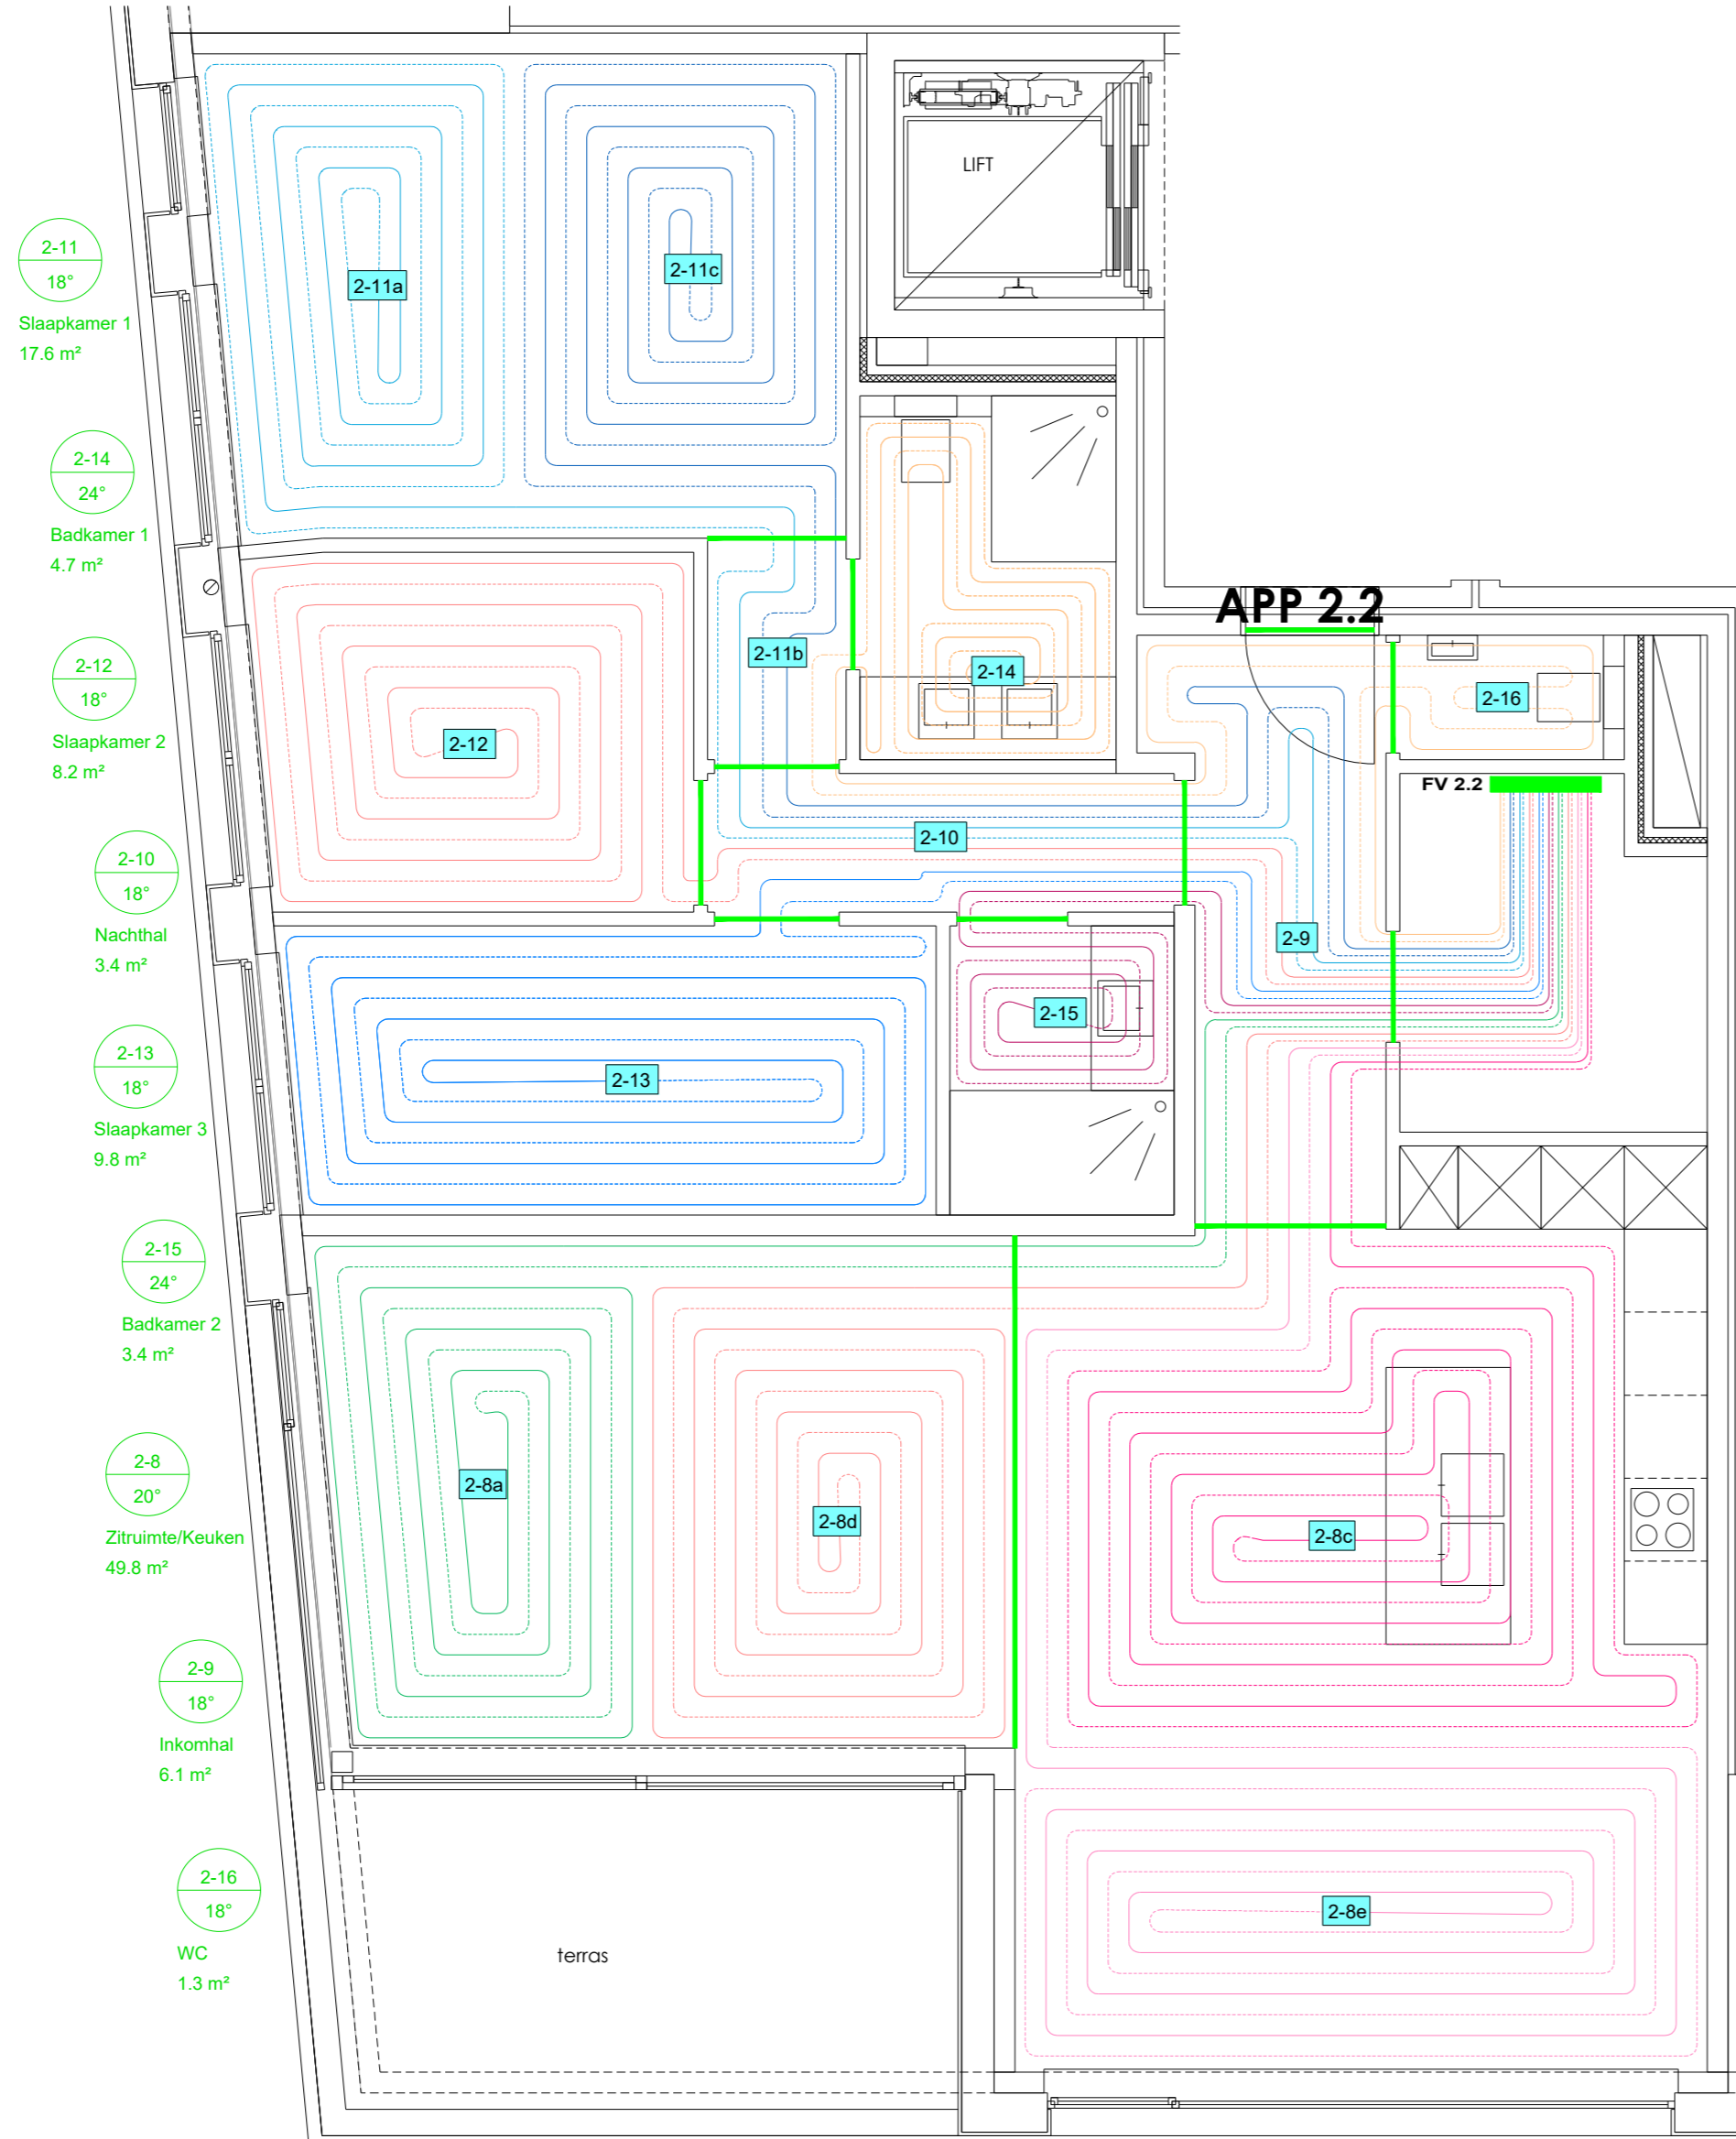 LIFT
2-11
18°
Slaapkamer 1
17.6 m²
2-11a
2-11c
2-14
24°
Badkamer 1
4.7 m²
APP 2.2
2-12
18°
Slaapkamer 2
8.2 m²
2-11b
2-14
2-16
2-12
FV 2.2
2-10
18°
Nachthal
3.4 m²
2-10
2-9
2-13
18°
Slaapkamer 3
9.8 m²
2-15
2-13
2-15
24°
Badkamer 2
3.4 m²
2-8
20°
Zitruimte/Keuken
49.8 m²
2-8a
2-8d
2-8c
2-9
18°
Inkomhal
6.1 m²
2-16
18°
WC
1.3 m²
2-8e
terras